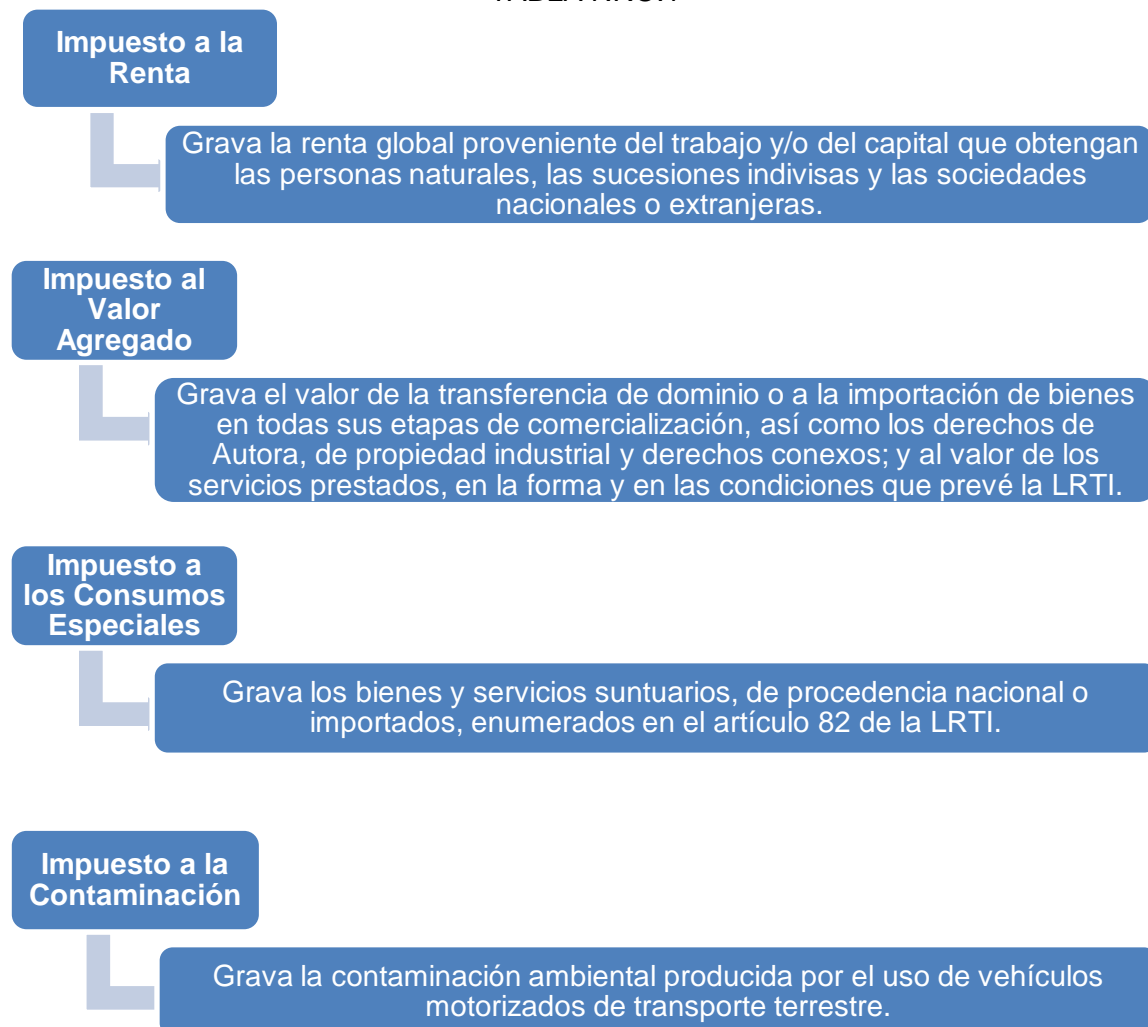 Impuesto a la
Renta
Grava la renta global proveniente del trabajo y/o del capital que obtengan
las personas naturales, las sucesiones indivisas y las sociedades
nacionales o extranjeras.
Impuesto al
Valor
Agregado
Grava el valor de la transferencia de dominio o a la importación de bienes
en todas sus etapas de comercialización, así como los derechos de
Autora, de propiedad industrial y derechos conexos; y al valor de los
servicios prestados, en la forma y en las condiciones que prevé la LRTI.
Impuesto a
los Consumos
Especiales
Grava los bienes y servicios suntuarios, de procedencia nacional o
importados, enumerados en el artículo 82 de la LRTI.
Impuesto a la
Contaminación
Grava la contaminación ambiental producida por el uso de vehículos
motorizados de transporte terrestre.